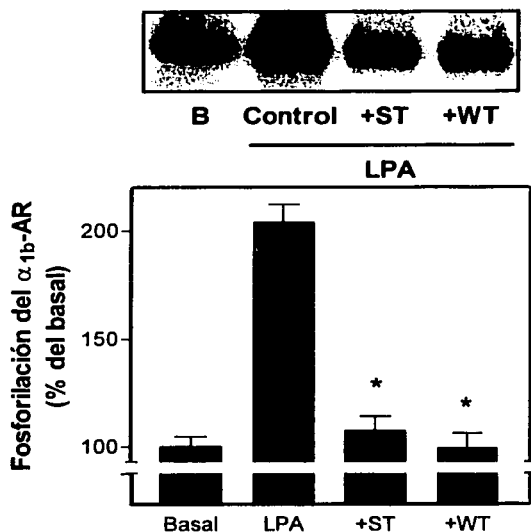 B Control +ST +WT
LPA
Fosforilación del α1b-AR
(% del basal)
200
150
100
*
*
Basal LPA +ST +WT